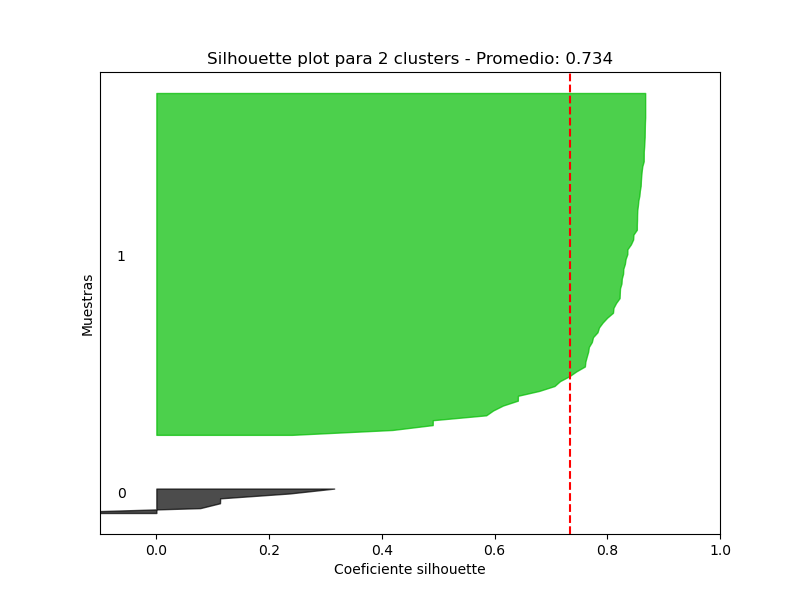 Silhouette plot para 2 clusters - Promedio: 0.734
Muestras
1
0
0.0 0.2 0.4 0.6 0.8 1.0
Coeficiente silhouette